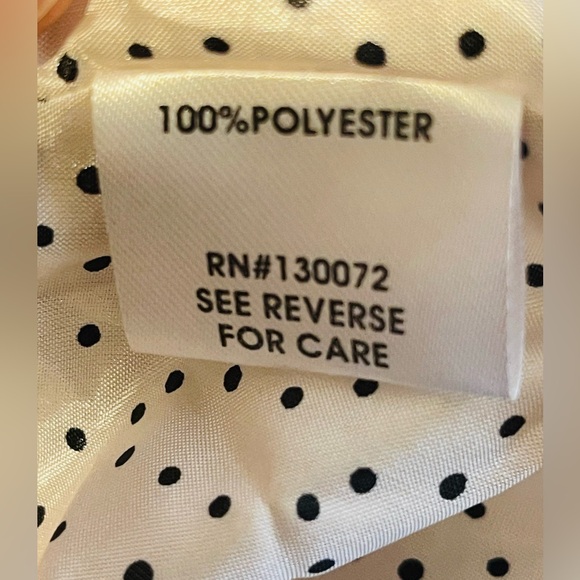 100%POLYESTER
RN#130072
SEE REVERSE
FOR CARE